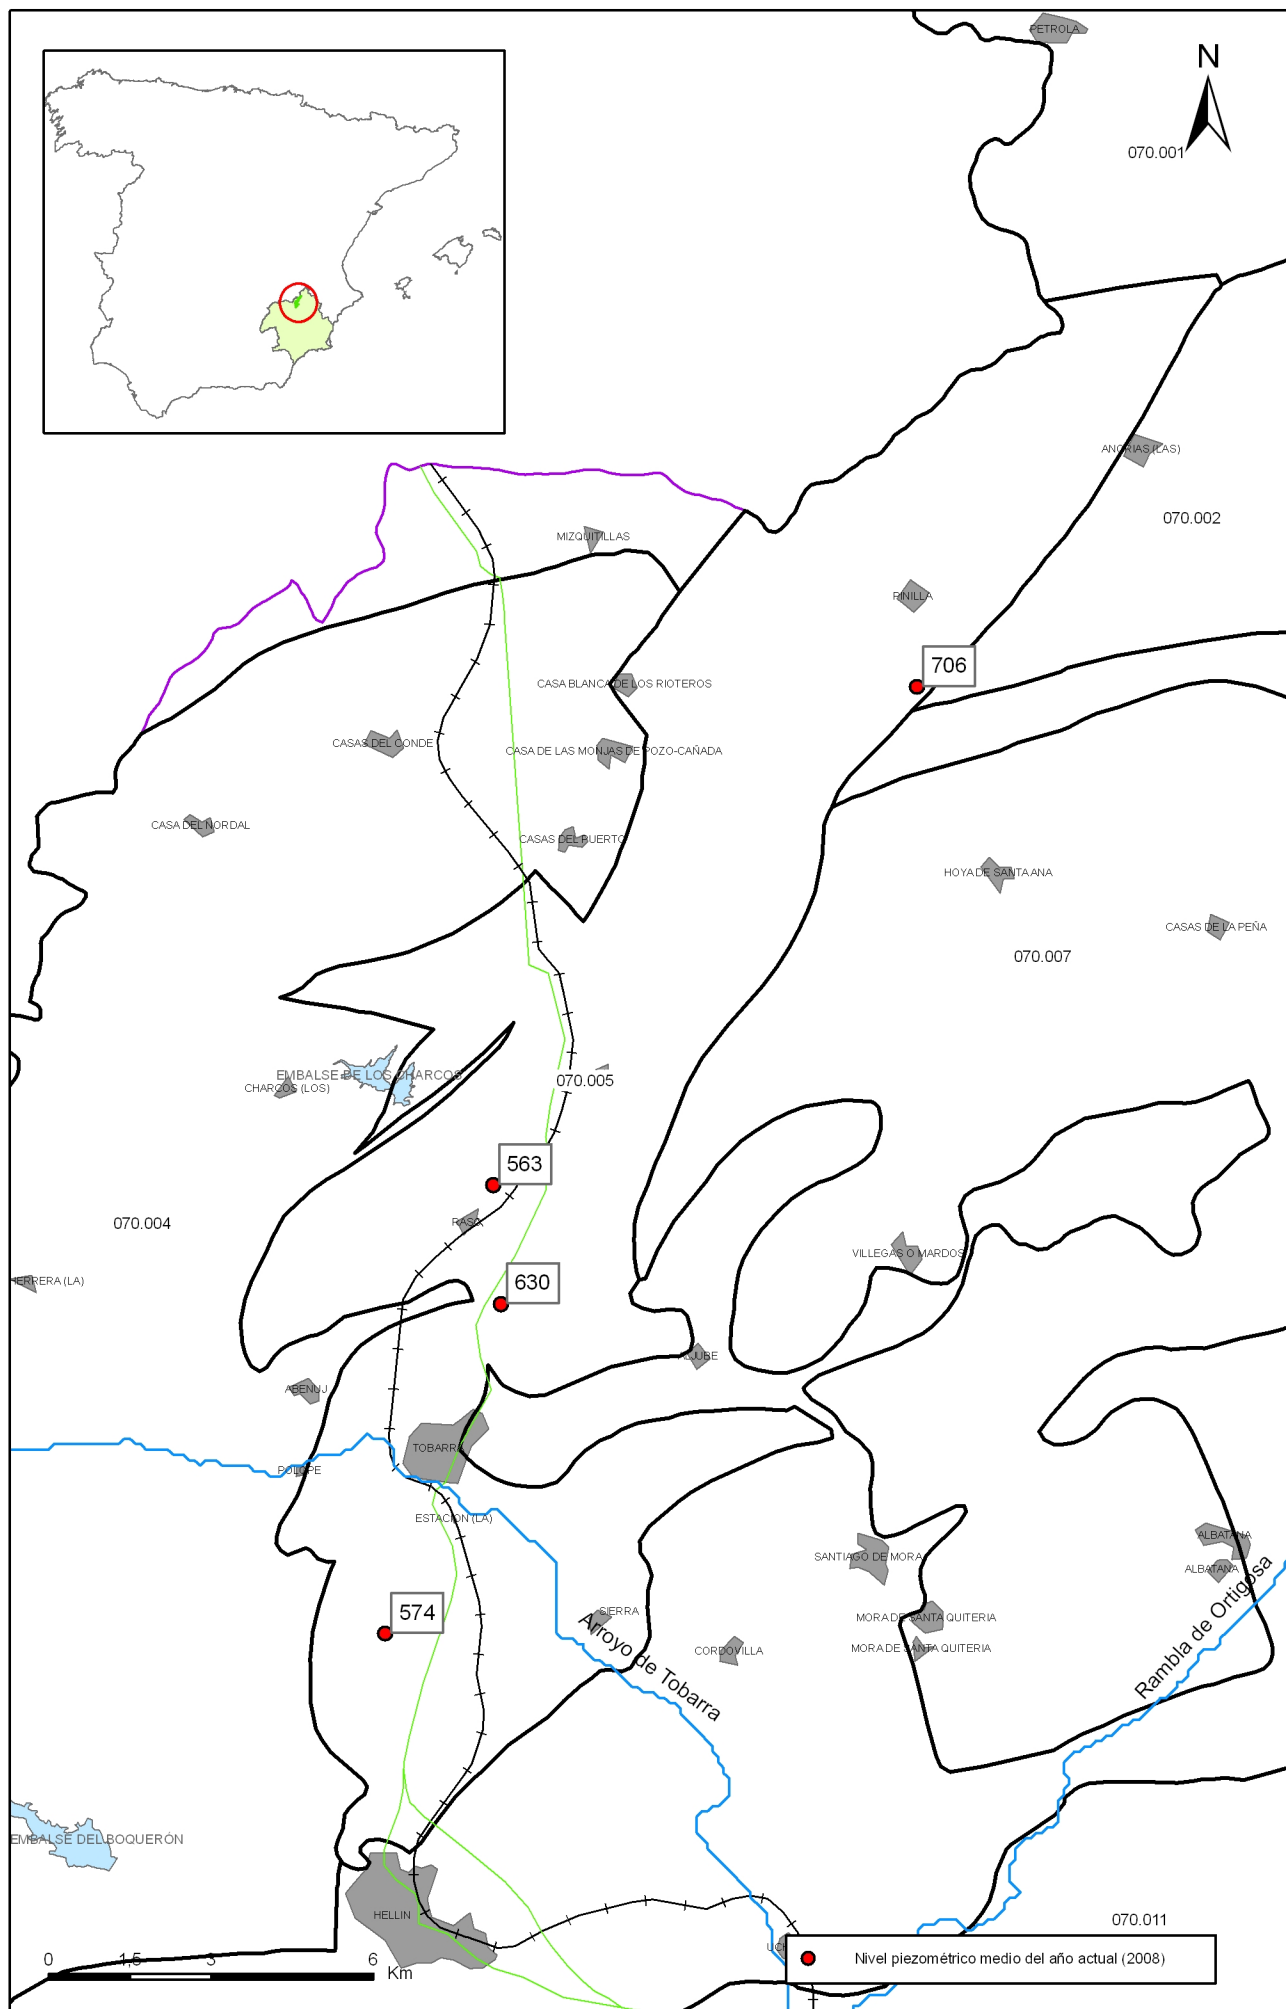 PETROLA
N
070.001
ANORIAS (LAS)
070.002
MIZQUITILLAS
PINILLA
706
CASA BLANCA DE LOS RIOTEROS
CASAS DEL CONDE
CASA DE LAS MONJAS DE POZO-CAÑADA
CASA DEL ÑORDAL
CASAS DEL PUERTO
HOYA DE SANTA ANA
CASAS DE LA PEÑA
070.007
EMBALSE DE LOS CHARCOS
070.005
CHARCOS (LOS)
563
RASO
070.004
VILLEGAS O MARDOS
HERRERA (LA)
630
ALJUBE
ABENUJ
TOBARRA
POLOPE
ESTACION (LA)
ALBATANA
SANTIAGO DE MORA
ALBATANA
574
SIERRA
MORA DE SANTA QUITERIA
CORDOVILLA
MORA DE SANTA QUITERIA
Arroyo de Tobarra
Rambla de Ortigosa
EMBALSE DEL BOQUERÓN
HELLIN
070.011
0 1,5 3 6
Km
Nivel piezométrico medio del año actual (2008)